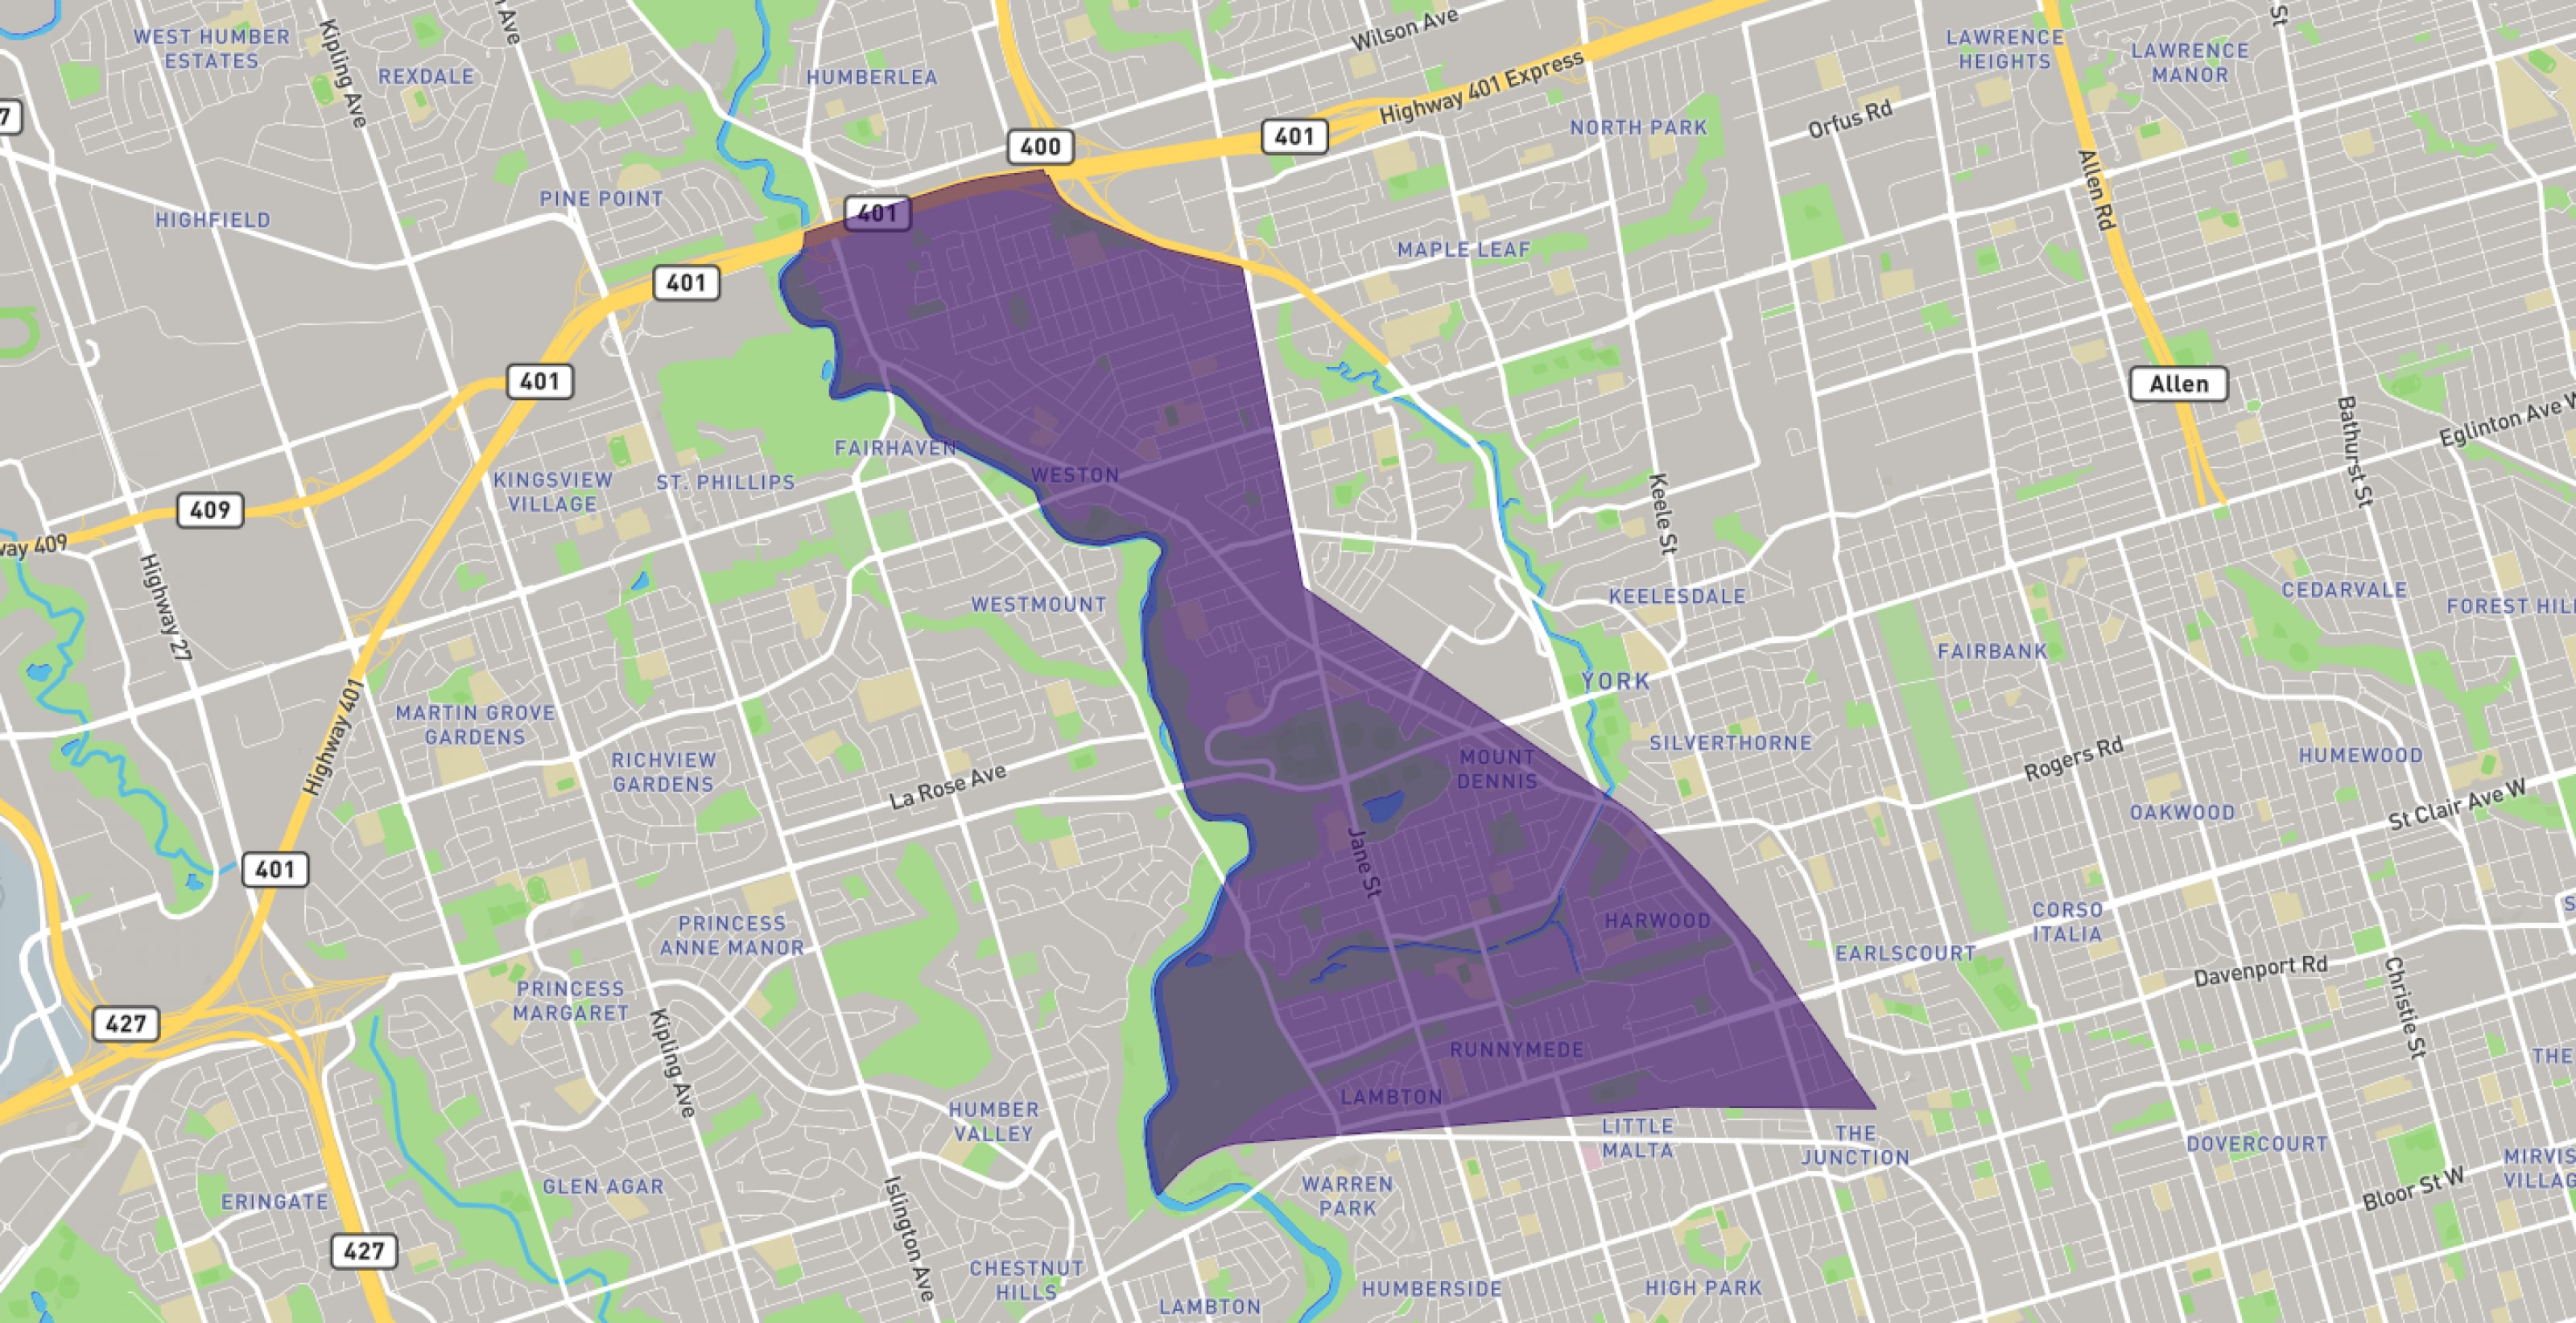 WEST HUMBER
ESTATES
Kipling Ave
Ave
REXDALE
HUMBERLEA
Wilson Ave
Highway 401 Express
LAWRENCE
HEIGHTS
LAWRENCE
MANOR
St
7
400
401
NORTH PARK
Orfus Rd
Allen Rd
HIGHFIELD
PINE POINT
401
MAPLE LEAF
401
401
Allen
Bathurst St
Eglinton Ave W
FAIRHAVEN
WESTON
KINGSVIEW
VILLAGE
ST. PHILLIPS
409
way 409
Highway 27
Keele St
WESTMOUNT
KEELESDALE
CEDARVALE
FOREST HILL
FAIRBANK
YORK
Highway 401
MARTIN GROVE
GARDENS
RICHVIEW
GARDENS
La Rose Ave
MOUNT
DENNIS
SILVERTHORNE
Rogers Rd
HUMEWOOD
OAKWOOD
St Clair Ave W
Jane St
401
PRINCESS
ANNE MANOR
HARWOOD
EARLSCOURT
CORSO
ITALIA
S
Davenport Rd
Christie St
427
PRINCESS
MARGARET
Kipling Ave
RUNNYMEDE
LAMBTON
THE
HUMBER
VALLEY
LITTLE
MALTA
THE
JUNCTION
DOVERCOURT
MIRVIS
VILLAG
ERINGATE
GLEN AGAR
Islington Ave
WARREN
PARK
Bloor St W
427
CHESTNUT
HILLS
LAMBTON
HUMBERSIDE
HIGH PARK